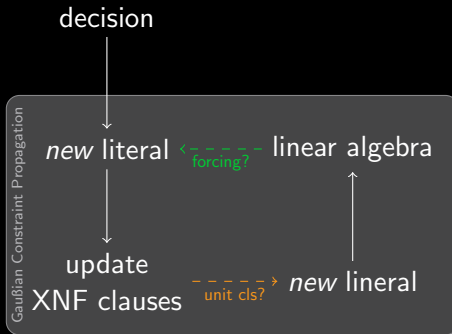 decision
Gaußian Constraint Propagation
new literal
forcing?
linear algebra
update
XNF clauses
unit cls?
new lineral